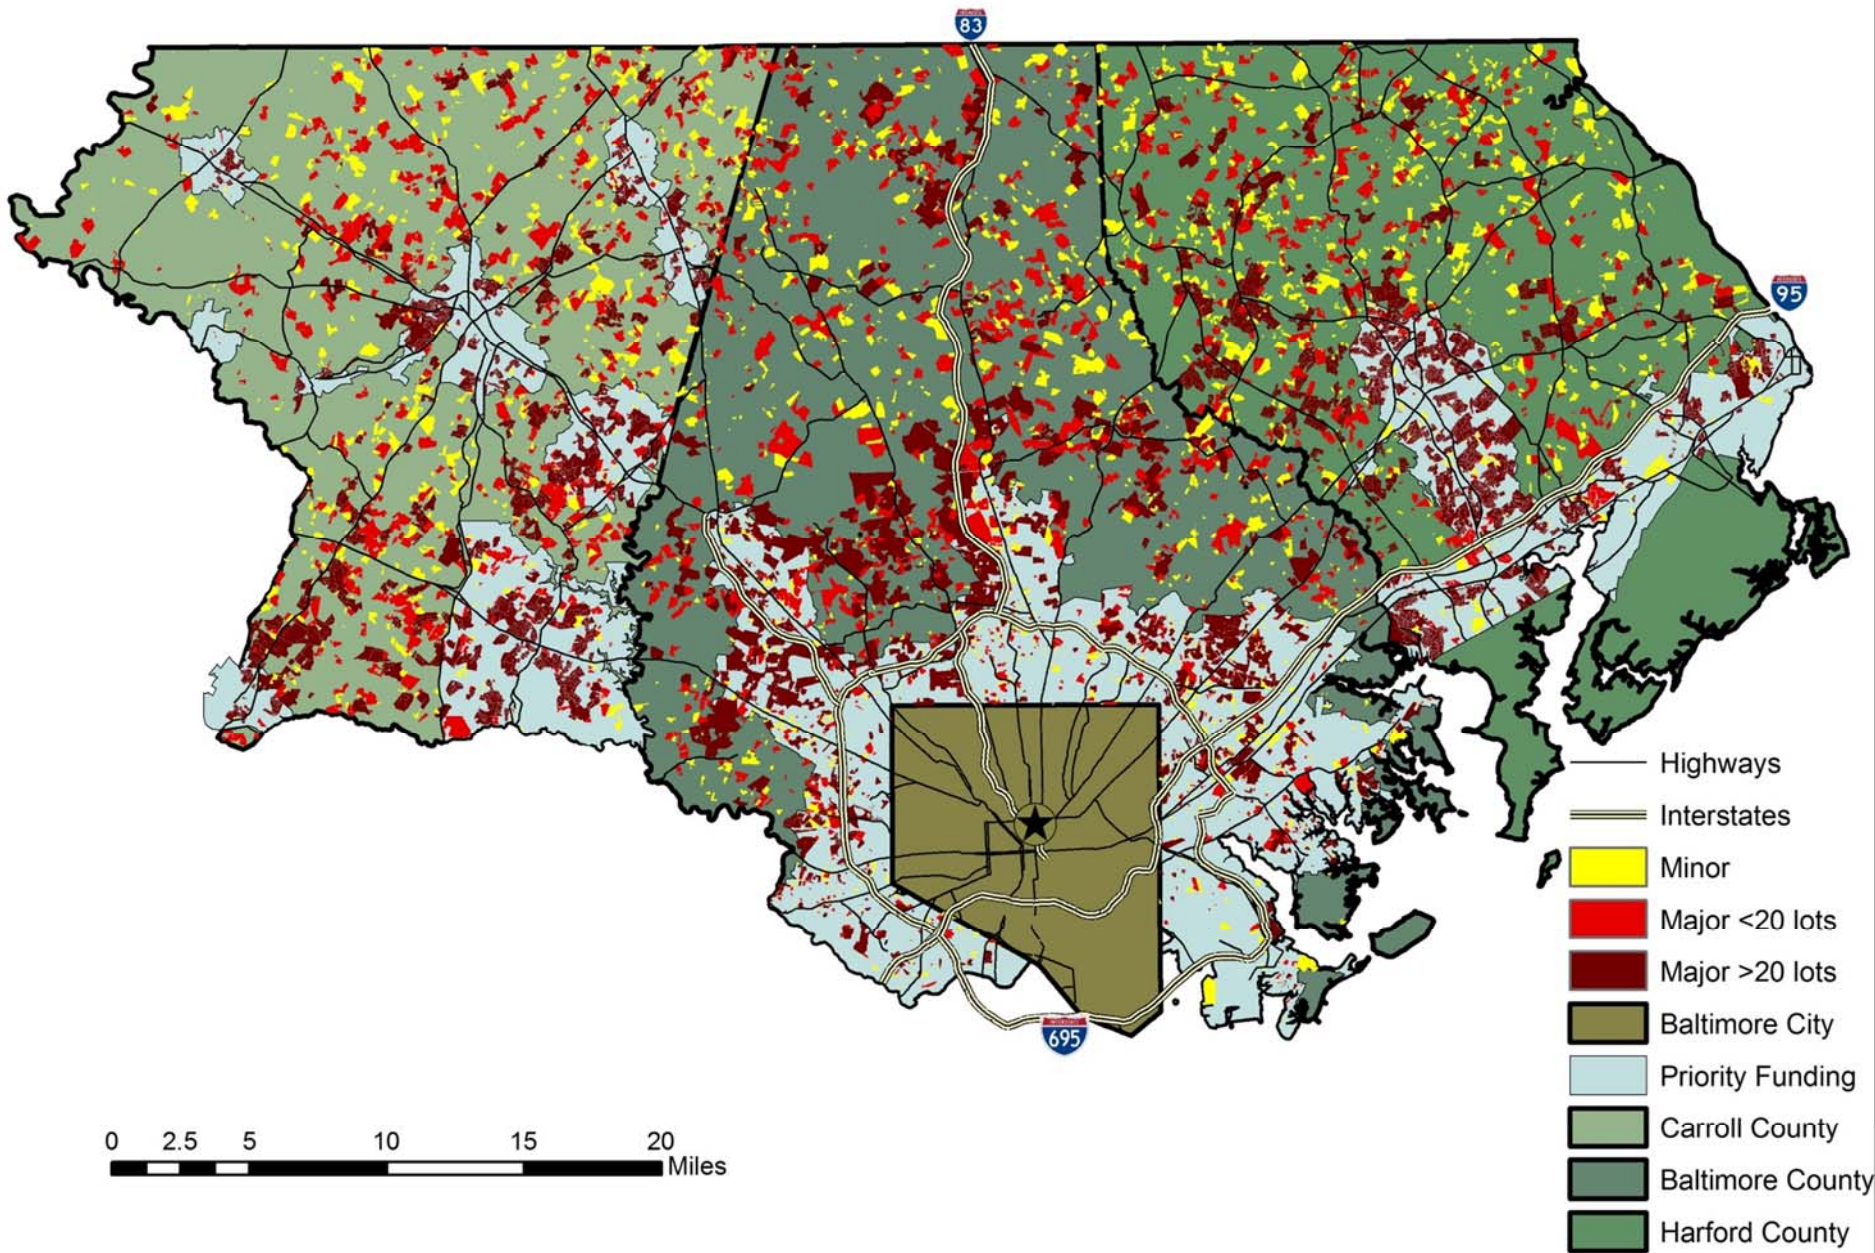 83
95
Highways
Interstates
Minor
Major <20 lots
Major >20 lots
Baltimore City
Priority Funding
Carroll County
Baltimore County
Harford County
695
0 2.5 5 10 15 20
Miles